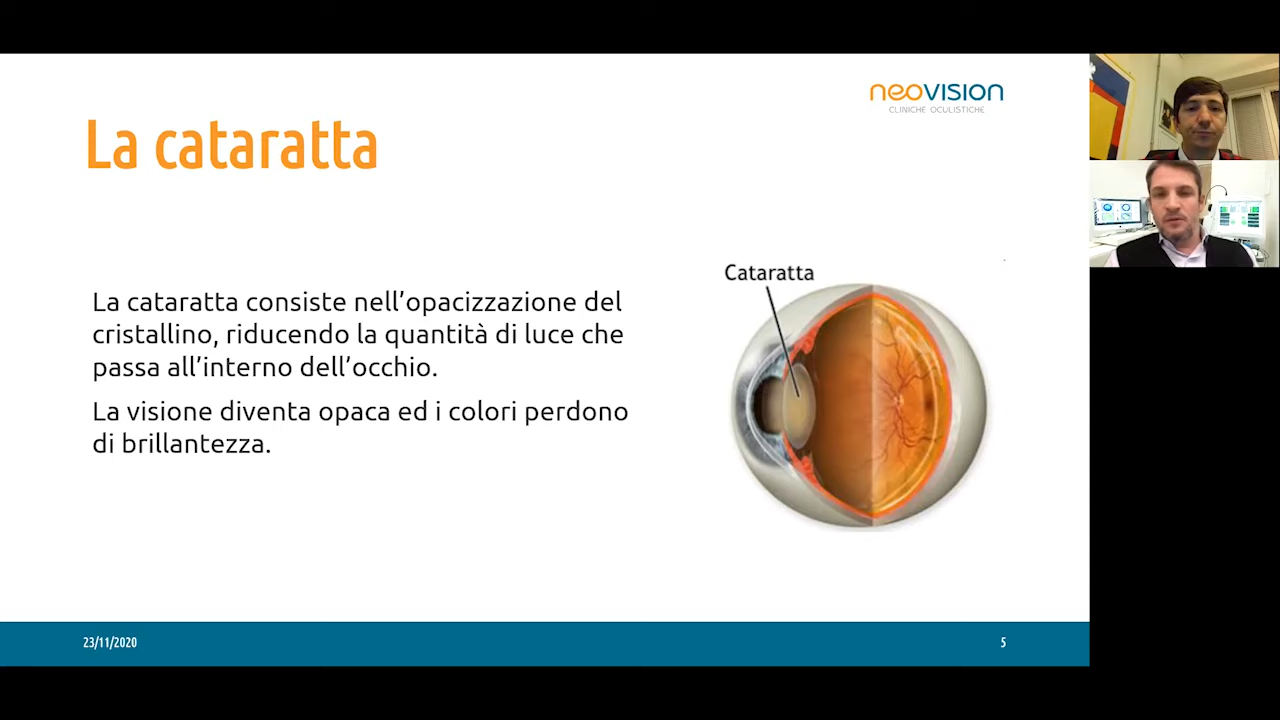 neovision
CLINICHE OCULISTICHE
La cataratta
Cataratta
La cataratta consiste nell’opacizzazione del
cristallino, riducendo la quantità di luce che
passa all’interno dell’occhio.
La visione diventa opaca ed i colori perdono
di brillantezza.
23/11/2020
5